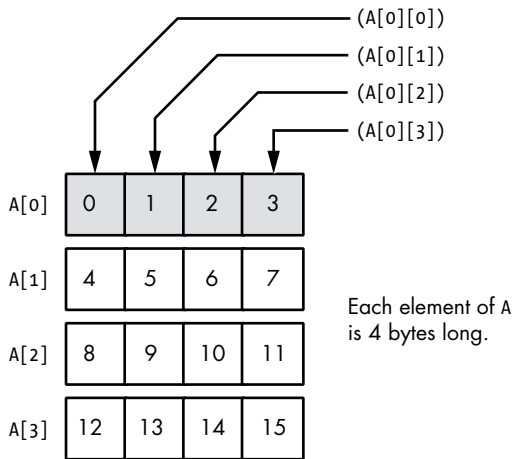 (A[0][0])
(A[0][1])
(A[0][2])
(A[0][3])
A[0] 0 1 2 3
A[1] 4 5 6 7
Each element of A
is 4 bytes long.
A[2] 8 9 10 11
A[3] 12 13 14 15